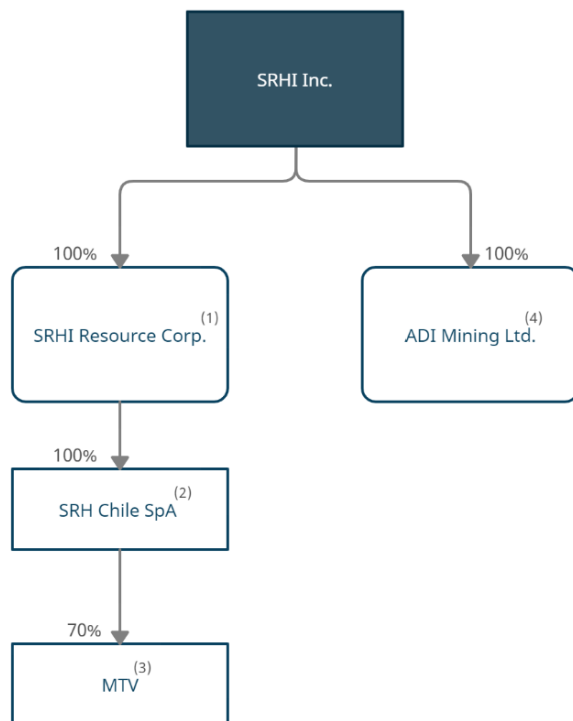 SRHI Inc.
100%
100%
SRHI Resource Corp. (1)
ADI Mining Ltd. (4)
100%
SRH Chile SpA (2)
70%
MTV (3)